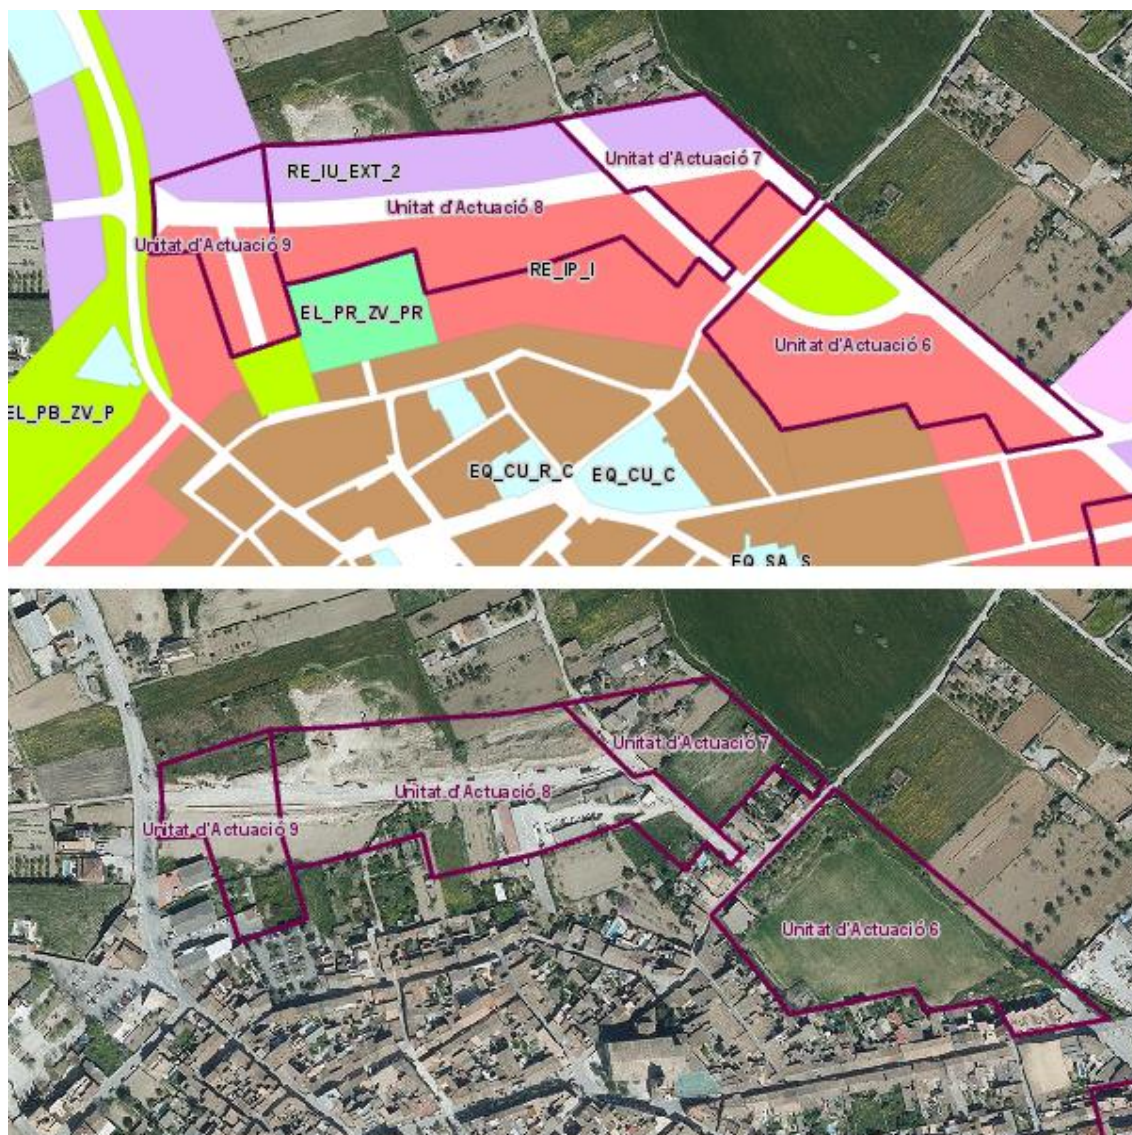 Unitat d'Actuació 7
RE_IU_EXT_2
Unitat d'Actuació 8
Unitat d'Actuació 9
RE_IP_I
EL_PR_ZV_PR
Unitat d'Actuació 6
EL_PB_ZV_P
EQ_CU_R_C
EQ_CU_C
EQ_SA_S
Unitat d'Actuació 7
Unitat d'Actuació 8
Unitat d'Actuació 9
Unitat d'Actuació 6